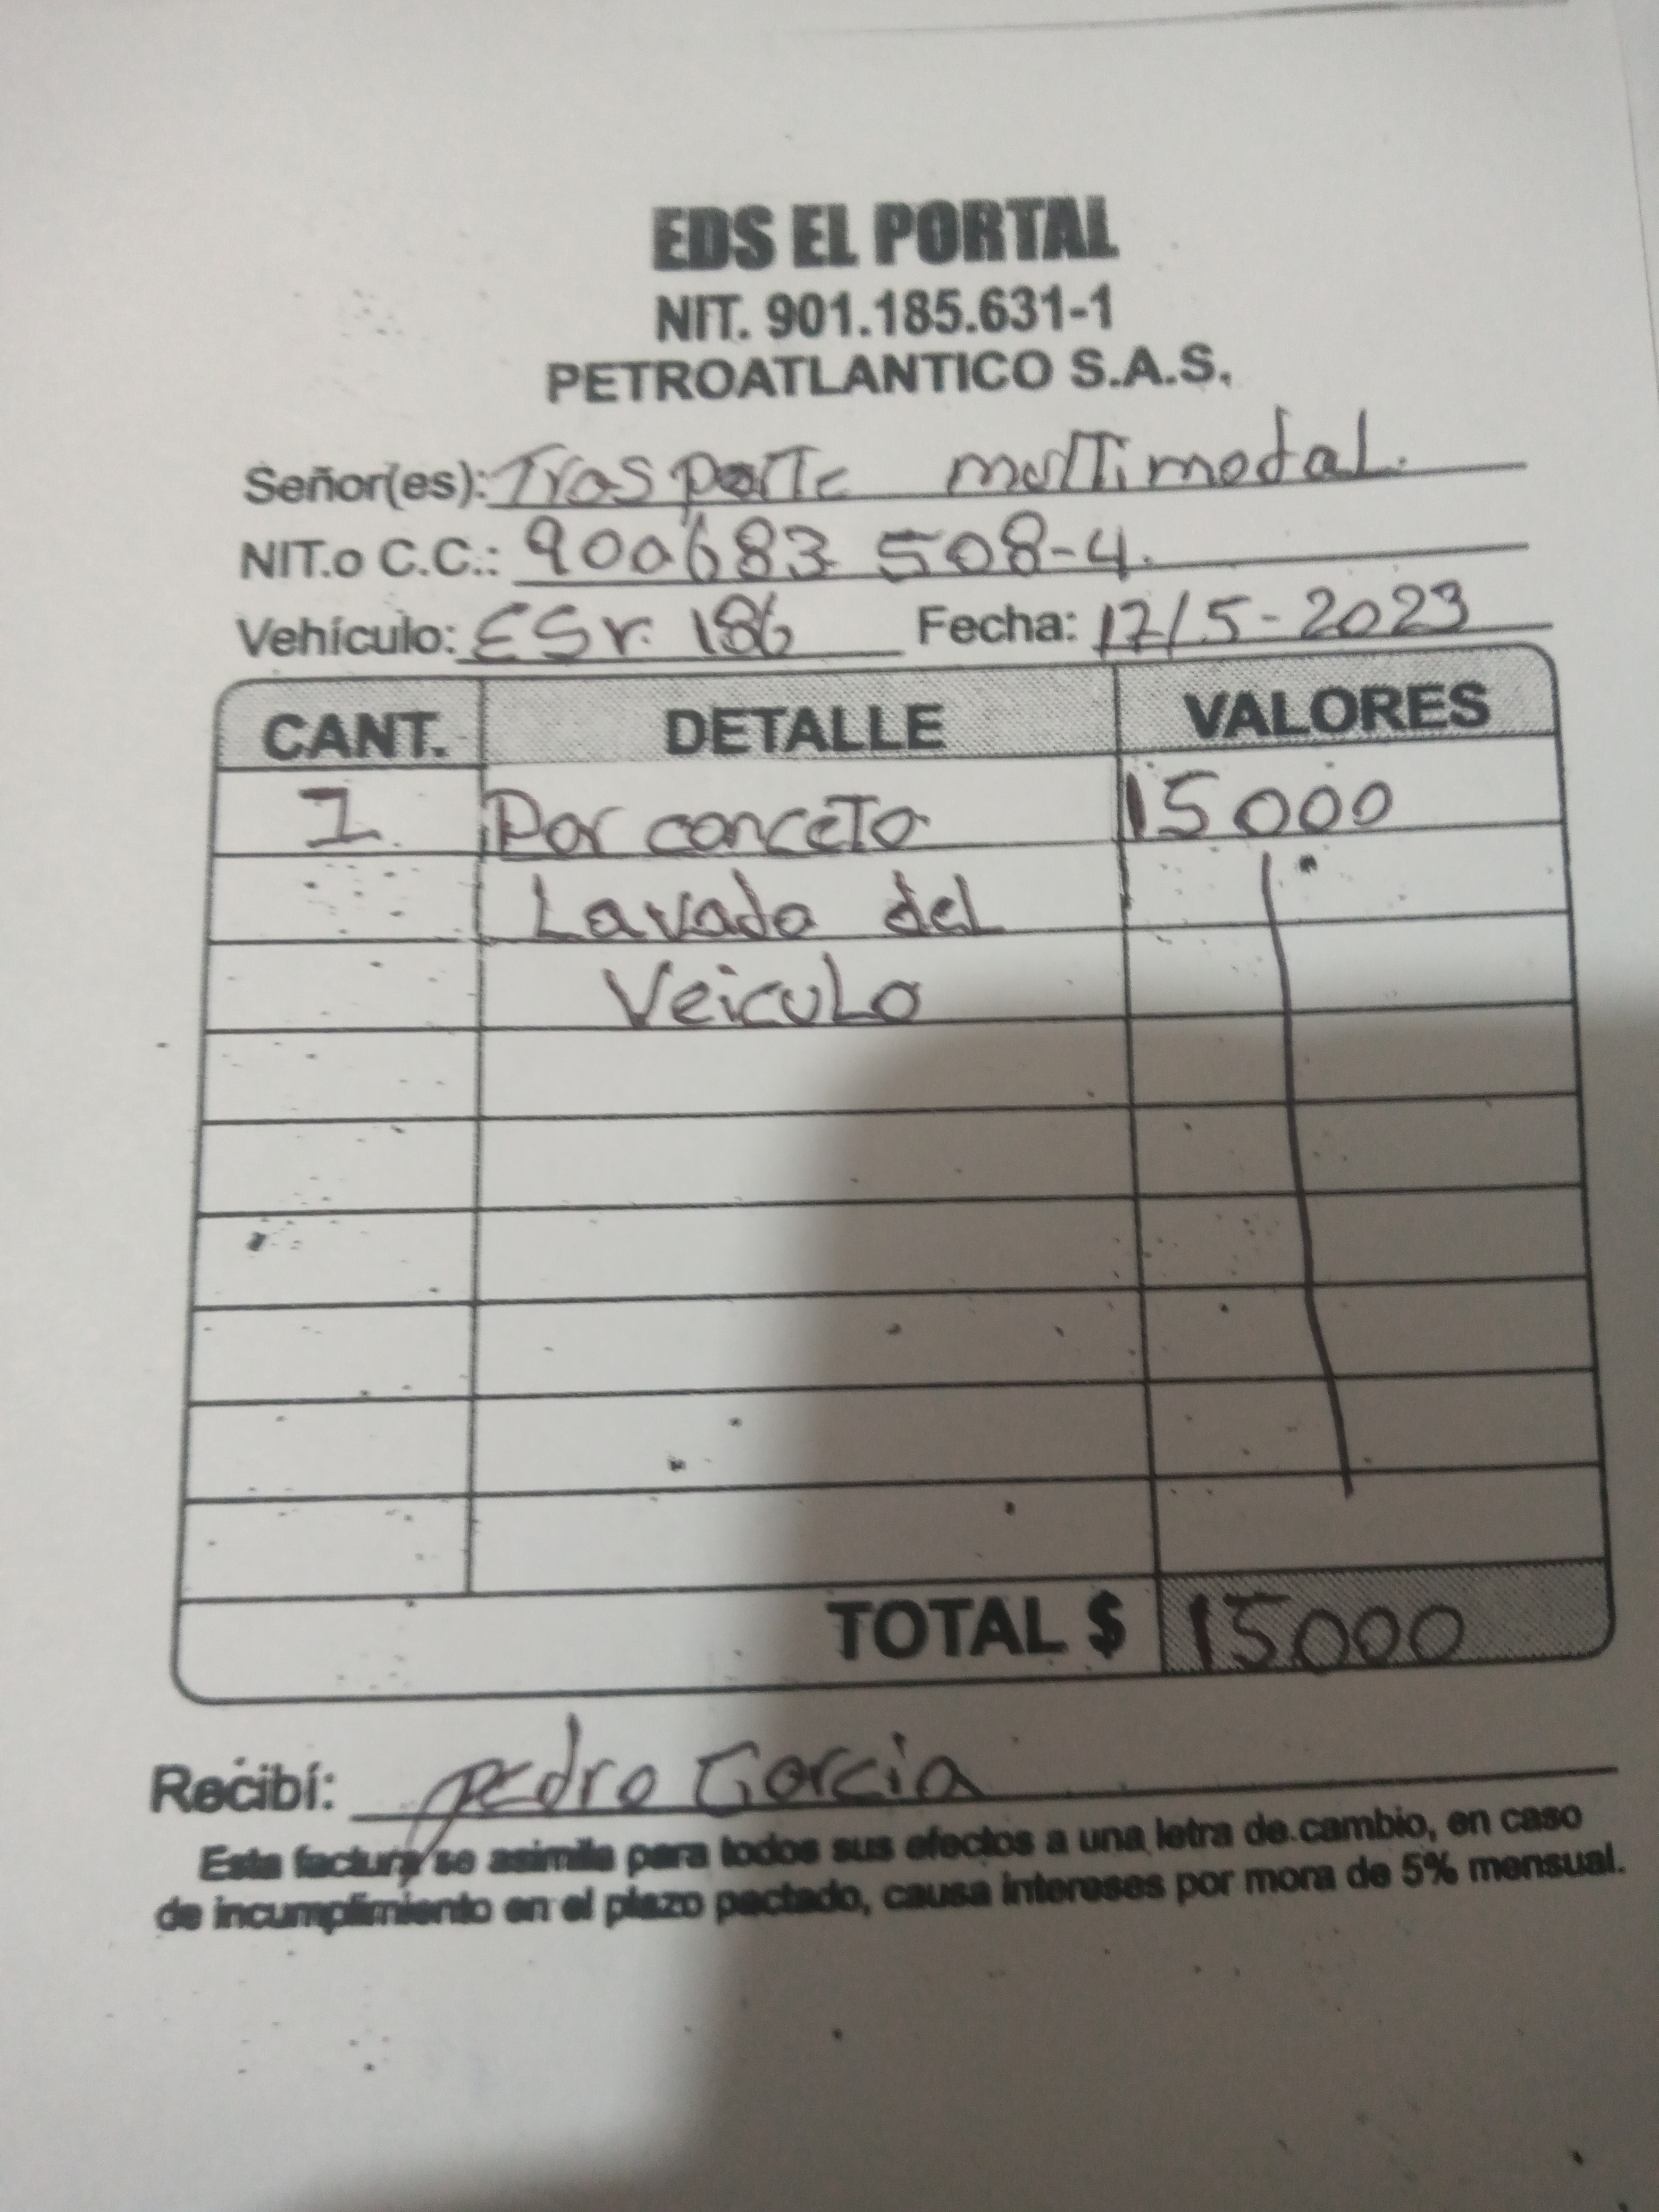 EDS EL PORTAL
NIT. 901.185.631-1
PETROATLANTICO S.A.S.
Señor(es): Trasporte multimodal.
NIT.o C.C.: 900683 508-4.
Vehículo: ESr. 186 Fecha: 17/5-2023
CANT. DETALLE VALORES
1 Por conceto 15000
Lavado del
Veiculo
TOTAL $ 15000
Recibí: pedro Garcia
Esta factura se asimila para todos sus efectos a una letra de cambio, en caso
de incumplimiento en el plazo pactado, causa intereses por mora de 5% mensual.